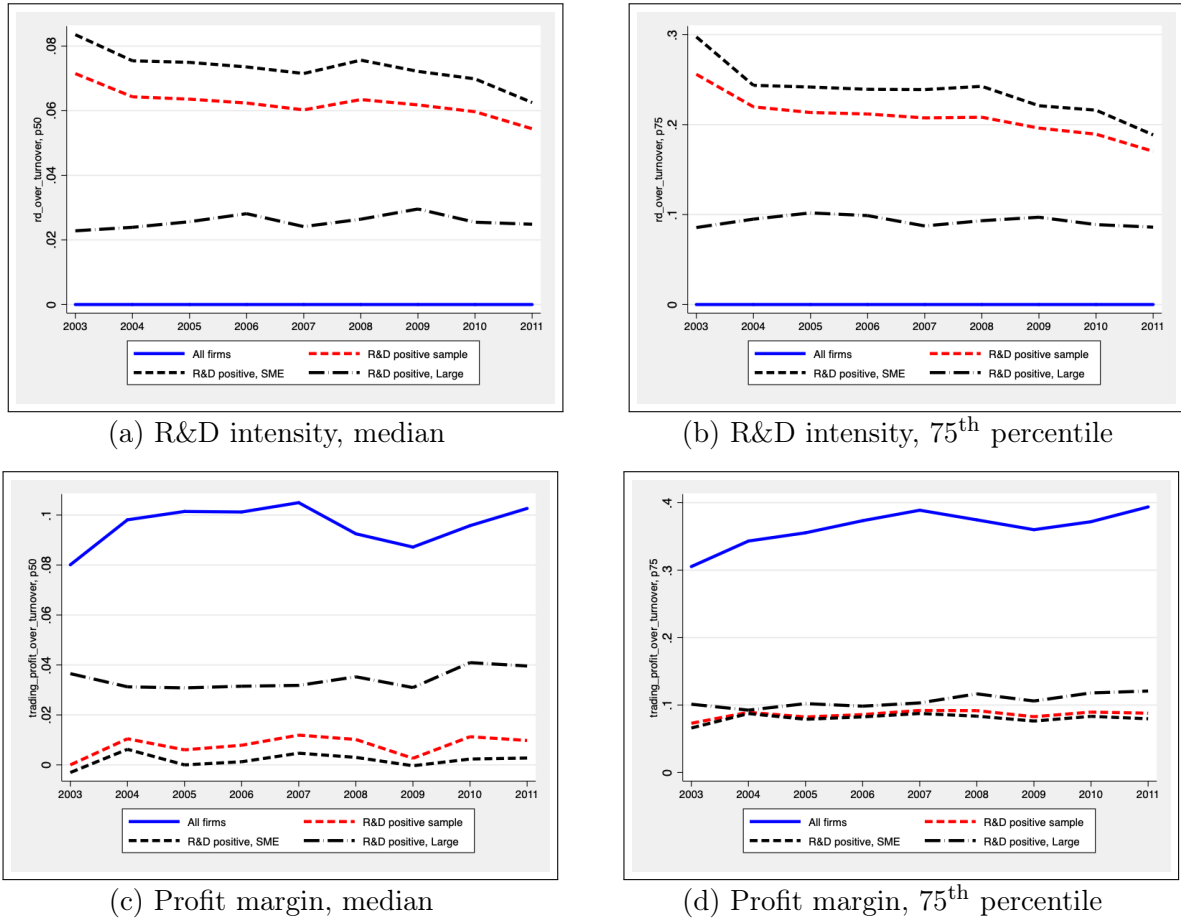 rd_over_turnover, p50
.08
.06
.04
.02
0
2003 2004 2005 2006 2007 2008 2009 2010 2011
All firms R&D positive sample
R&D positive, SME R&D positive, Large
(a) R&D intensity, median
rd_over_turnover, p75
.3
.2
.1
0
2003 2004 2005 2006 2007 2008 2009 2010 2011
All firms R&D positive sample
R&D positive, SME R&D positive, Large
(b) R&D intensity, 75th percentile
trading_profit_over_turnover, p50
.1
.08
.06
.04
.02
0
2003 2004 2005 2006 2007 2008 2009 2010 2011
All firms R&D positive sample
R&D positive, SME R&D positive, Large
(c) Profit margin, median
trading_profit_over_turnover, p75
.4
.3
.2
.1
0
2003 2004 2005 2006 2007 2008 2009 2010 2011
All firms R&D positive sample
R&D positive, SME R&D positive, Large
(d) Profit margin, 75th percentile